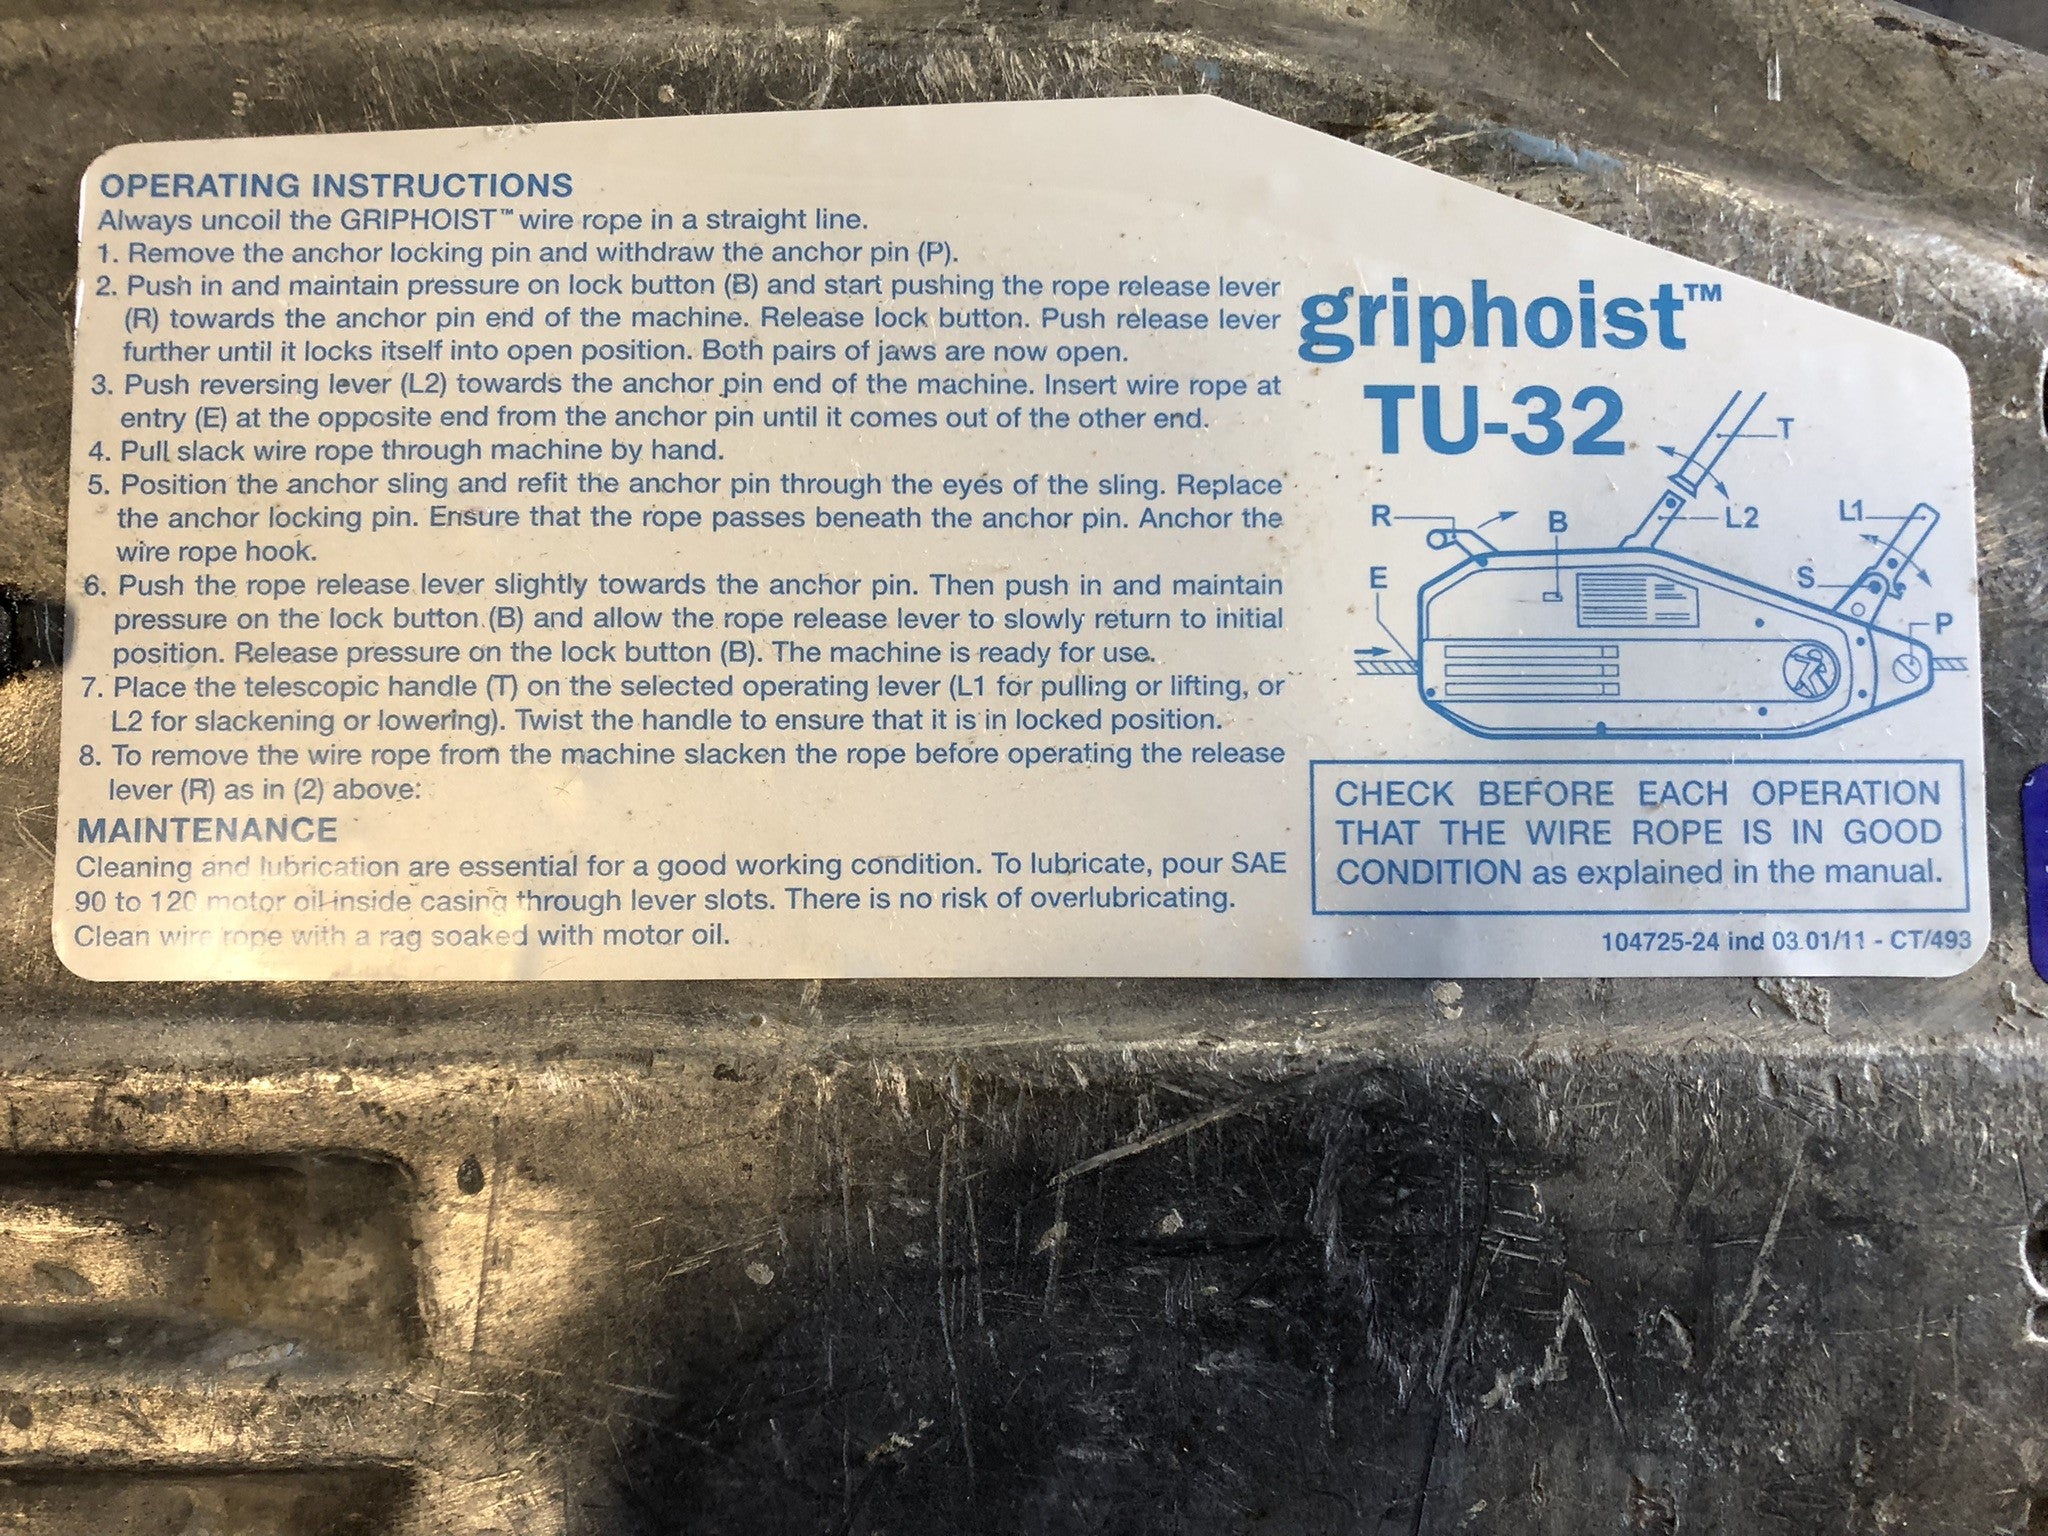 OPERATING INSTRUCTIONS
Always uncoil the GRIPHOIST™ wire rope in a straight line.
1. Remove the anchor locking pin and withdraw the anchor pin (P).
2. Push in and maintain pressure on lock button (B) and start pushing the rope release lever
(R) towards the anchor pin end of the machine. Release lock button. Push release lever
further until it locks itself into open position. Both pairs of jaws are now open.
3. Push reversing lever (L2) towards the anchor pin end of the machine. Insert wire rope at
entry (E) at the opposite end from the anchor pin until it comes out of the other end.
4. Pull slack wire rope through machine by hand.
5. Position the anchor sling and refit the anchor pin through the eyes of the sling. Replace
the anchor locking pin. Ensure that the rope passes beneath the anchor pin. Anchor the
wire rope hook.
6. Push the rope release lever slightly towards the anchor pin. Then push in and maintain
pressure on the lock button (B) and allow the rope release lever to slowly return to initial
position. Release pressure on the lock button (B). The machine is ready for use.
7. Place the telescopic handle (T) on the selected operating lever (L1 for pulling or lifting, or
L2 for slackening or lowering). Twist the handle to ensure that it is in locked position.
8. To remove the wire rope from the machine slacken the rope before operating the release
lever (R) as in (2) above:
MAINTENANCE
Cleaning and lubrication are essential for a good working condition. To lubricate, pour SAE
90 to 120 motor oil inside casing through lever slots. There is no risk of overlubricating.
Clean wire rope with a rag soaked with motor oil.
griphoist™
TU-32
T
R
B
L2
L1
E
S
P
CHECK BEFORE EACH OPERATION
THAT THE WIRE ROPE IS IN GOOD
CONDITION as explained in the manual.
104725-24 ind 03.01/11 - CT/493